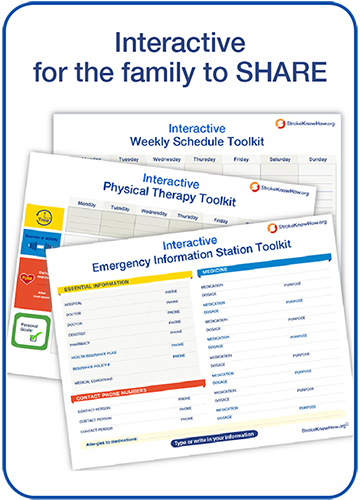 Interactive
for the family to SHARE
StrokeKnowHow.org
Interactive
Weekly Schedule Toolkit
Tuesday Wednesday Thursday Friday Saturday Sunday
StrokeKnowHow.org
Interactive
Physical Therapy Toolkit
Monday Tuesday Wednesday Thursday
Personal
Goals:
StrokeKnowHow.org
Interactive
Emergency Information Station Toolkit
ESSENTIAL INFORMATION
HOSPITAL PHONE
DOCTOR PHONE
DOCTOR PHONE
DENTIST PHONE
PHARMACY PHONE
HEALTH INSURANCE PLAN PHONE
INSURANCE POLICY # PHONE
MEDICAL CONDITIONS
CONTACT PHONE NUMBERS
CONTACT PERSON PHONE
CONTACT PERSON PHONE
CONTACT PERSON PHONE
Allergies to medications:
MEDICINE
MEDICATION PURPOSE
DOSAGE
MEDICATION PURPOSE
DOSAGE
MEDICATION PURPOSE
DOSAGE
MEDICATION PURPOSE
DOSAGE
MEDICATION PURPOSE
DOSAGE
MEDICATION PURPOSE
DOSAGE
Type or write in your information
StrokeKnowHow.org